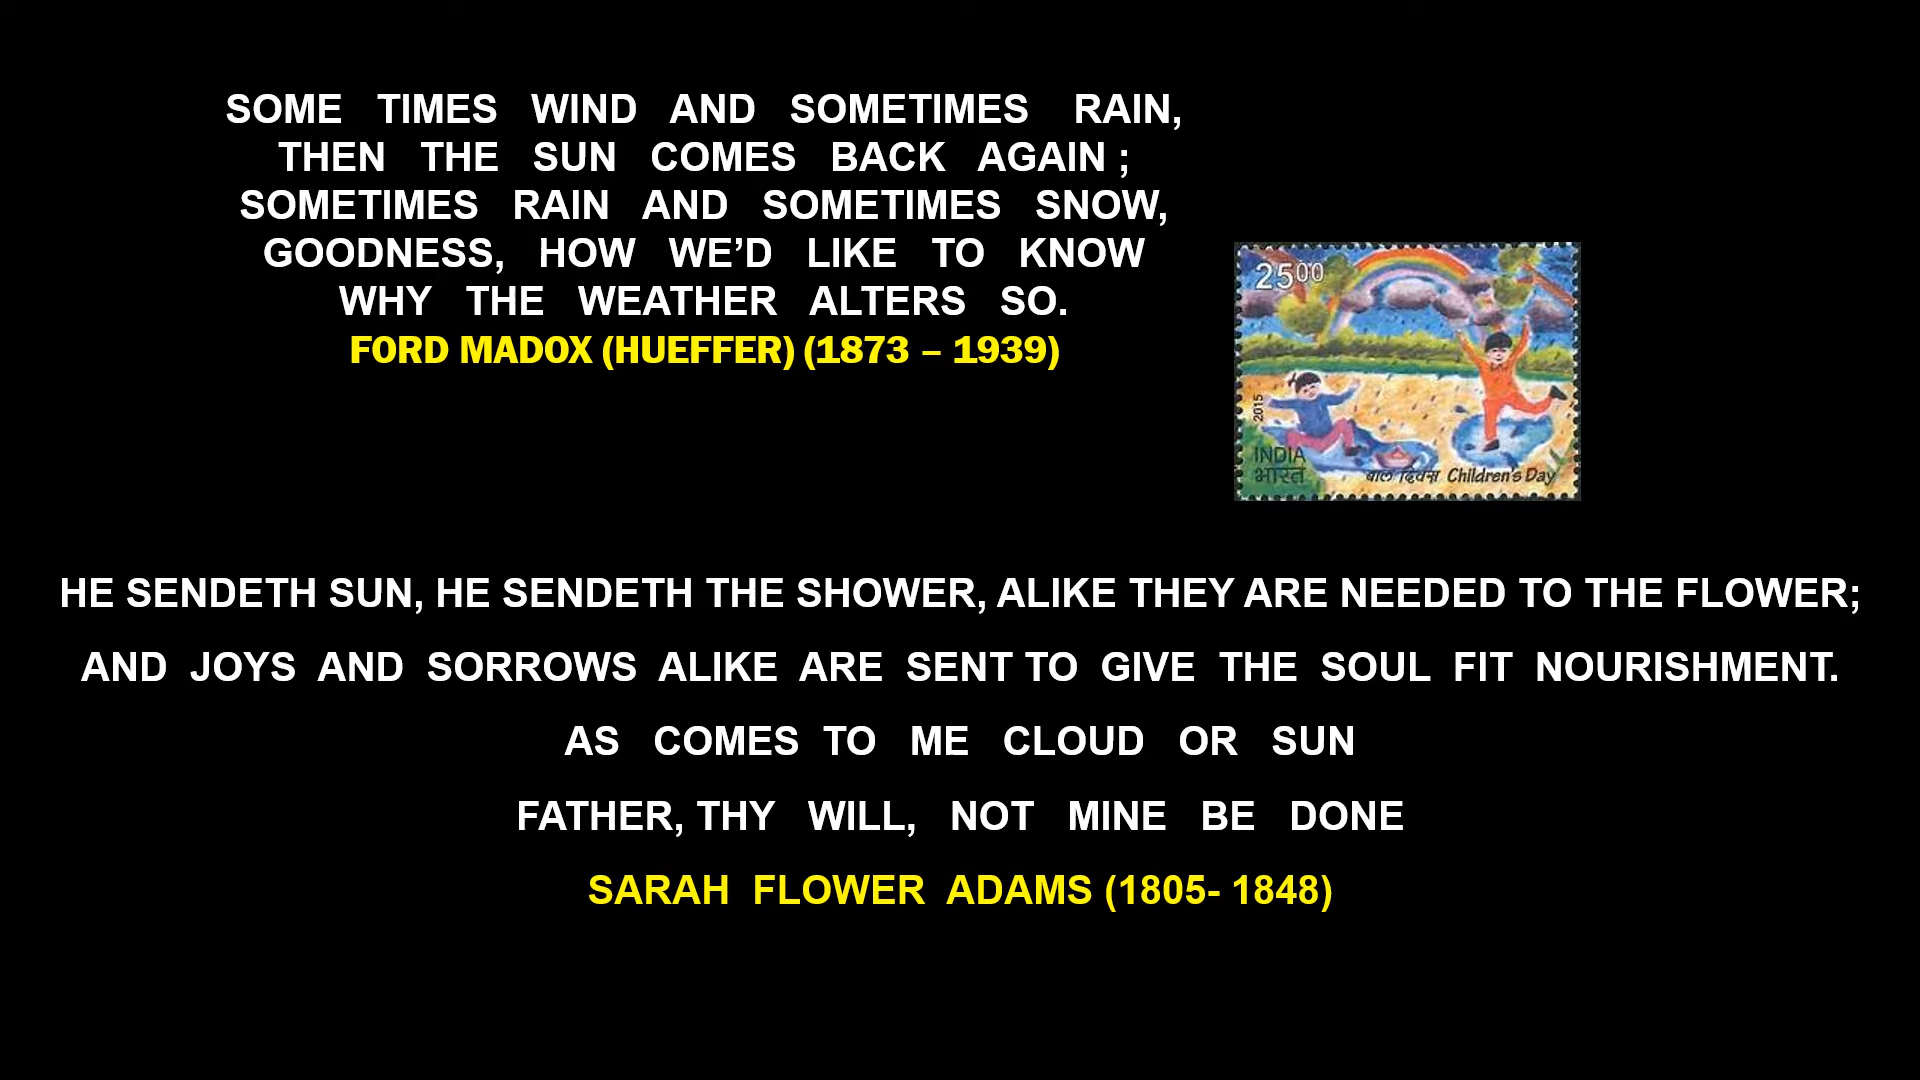 SOME TIMES WIND AND SOMETIMES RAIN,
THEN THE SUN COMES BACK AGAIN ;
SOMETIMES RAIN AND SOMETIMES SNOW,
GOODNESS, HOW WE’D LIKE TO KNOW
WHY THE WEATHER ALTERS SO.
FORD MADOX (HUEFFER) (1873 – 1939)
2500
2015
INDIA
भारत
बाल दिवस Children's Day
HE SENDETH SUN, HE SENDETH THE SHOWER, ALIKE THEY ARE NEEDED TO THE FLOWER;
AND JOYS AND SORROWS ALIKE ARE SENT TO GIVE THE SOUL FIT NOURISHMENT.
AS COMES TO ME CLOUD OR SUN
FATHER, THY WILL, NOT MINE BE DONE
SARAH FLOWER ADAMS (1805- 1848)